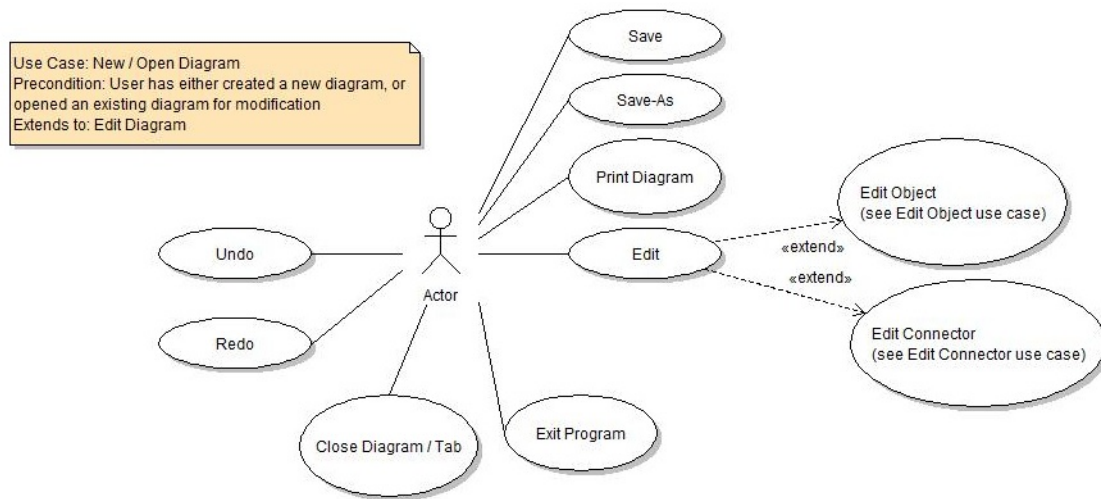 Use Case: New / Open Diagram
Precondition: User has either created a new diagram, or
opened an existing diagram for modification
Extends to: Edit Diagram
Save
Save-As
Print Diagram
Edit Object
(see Edit Object use case)
Undo
Edit
«extend»
«extend»
Actor
Redo
Edit Connector
(see Edit Connector use case)
Close Diagram / Tab
Exit Program